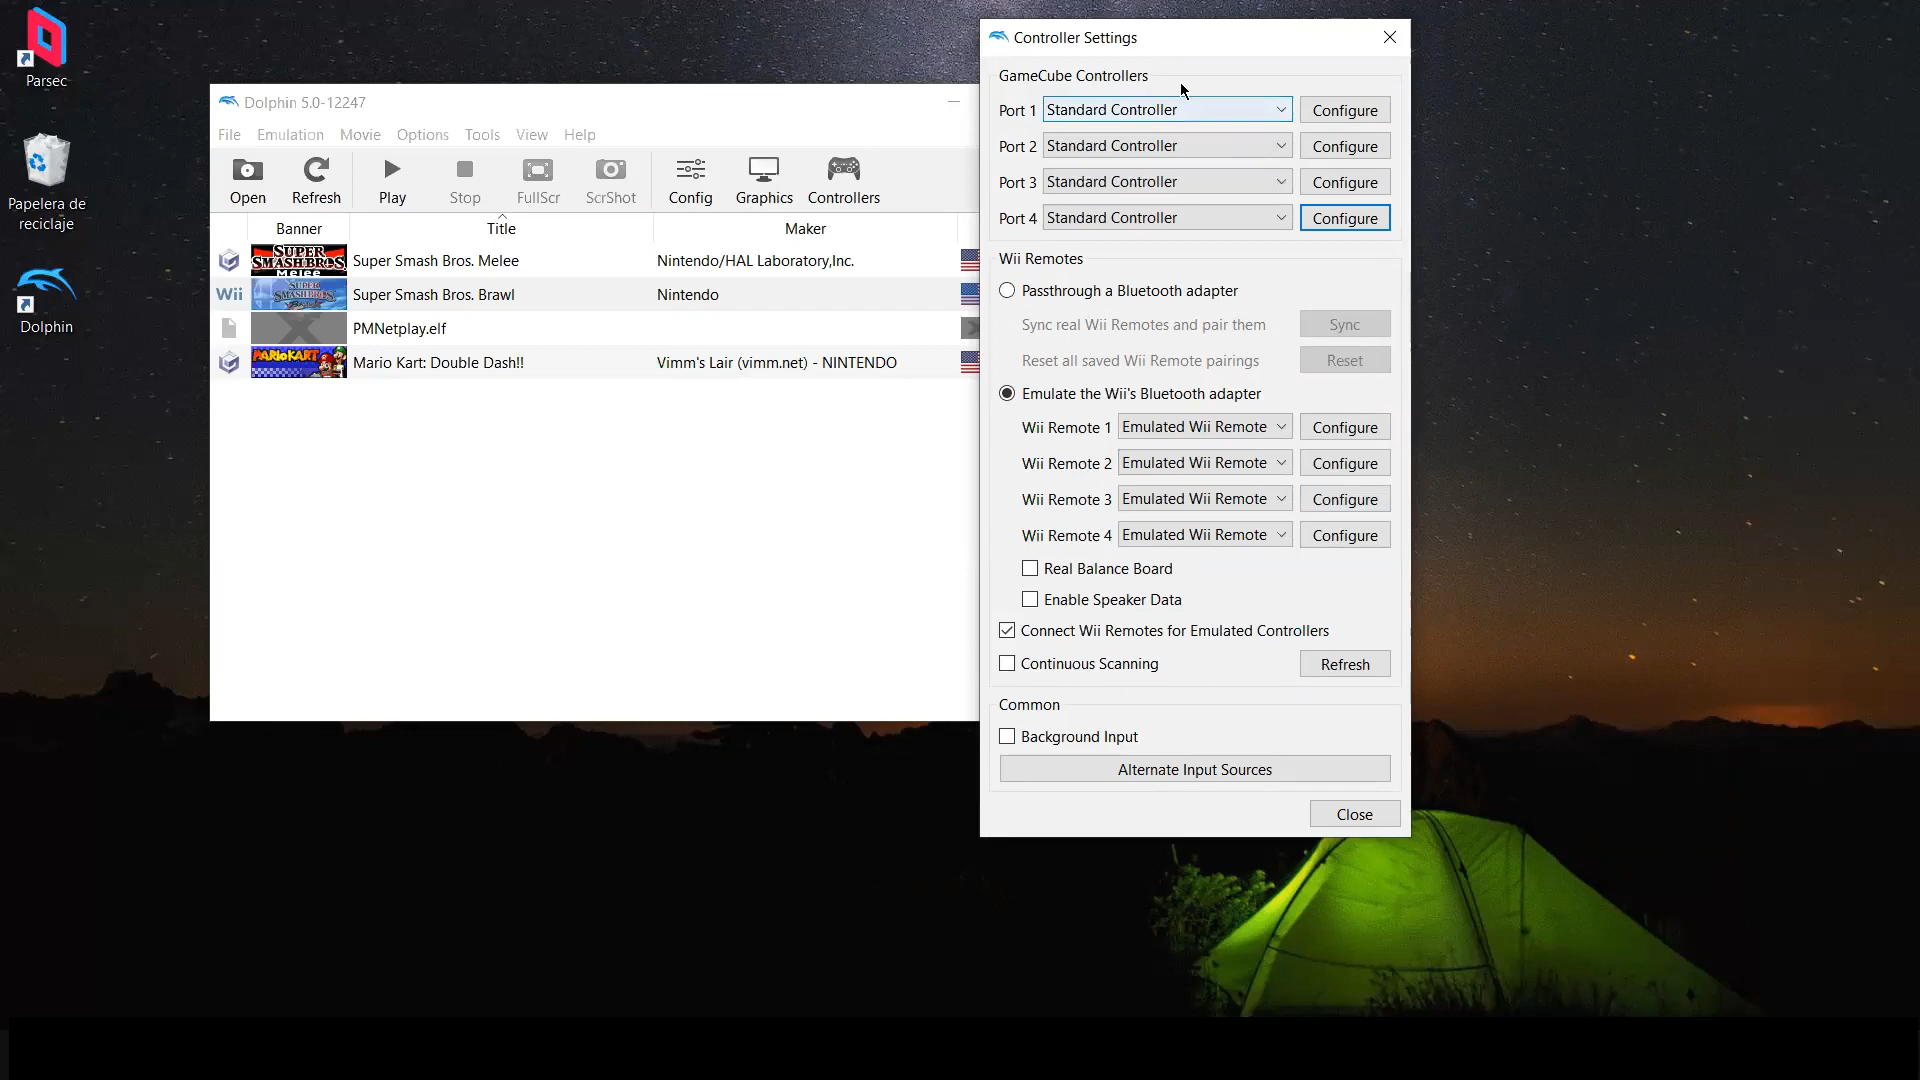 Parsec
Papelera de
reciclaje
Dolphin
Dolphin 5.0-12247
File Emulation Movie Options Tools View Help
Open Refresh Play Stop FullScr ScrShot Config Graphics Controllers
Banner Title Maker
SUPER SMASH BROS. Melee Super Smash Bros. Melee Nintendo/HAL Laboratory,Inc.
Wii SUPER SMASH BROS. Super Smash Bros. Brawl Nintendo
PMNetplay.elf
MARIOKART Mario Kart: Double Dash!! Vimm's Lair (vimm.net) - NINTENDO
Controller Settings
GameCube Controllers
Port 1 Standard Controller Configure
Port 2 Standard Controller Configure
Port 3 Standard Controller Configure
Port 4 Standard Controller Configure
Wii Remotes
Passthrough a Bluetooth adapter
Sync real Wii Remotes and pair them Sync
Reset all saved Wii Remote pairings Reset
Emulate the Wii's Bluetooth adapter
Wii Remote 1 Emulated Wii Remote Configure
Wii Remote 2 Emulated Wii Remote Configure
Wii Remote 3 Emulated Wii Remote Configure
Wii Remote 4 Emulated Wii Remote Configure
Real Balance Board
Enable Speaker Data
Connect Wii Remotes for Emulated Controllers
Continuous Scanning Refresh
Common
Background Input
Alternate Input Sources
Close